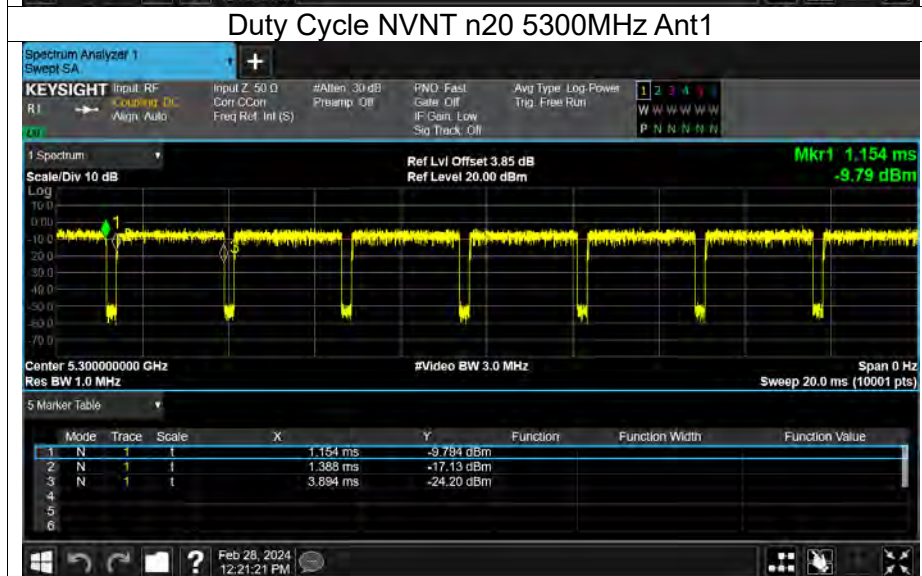 Duty Cycle NVNT n20 5300MHz Ant1
Spectrum Analyzer 1
Swept SA
+
KEYSIGHT Input: RF Input Z: 50 Ω #Atten: 30 dB PNO: Fast Avg Type: Log-Power 1 2 3 4 5 6
R1 Coupling: DC Corr CCorr Preamp: Off Gate: Off Trig: Free Run W W W W W W
Align: Auto Freq Ref: Int (S) IF Gain: Low
Sig Track: Off P N N N N N
1 Spectrum Ref Lvl Offset 3.85 dB Mkr1 1.154 ms
Scale/Div 10 dB Ref Level 20.00 dBm -9.79 dBm
Log
10.0
0.00
-10.0
-20.0
-30.0
-40.0
-50.0
-60.0
-70.0
1
2
3
Center 5.300000000 GHz #Video BW 3.0 MHz Span 0 Hz
Res BW 1.0 MHz Sweep 20.0 ms (10001 pts)
5 Marker Table
Mode Trace Scale X Y Function Function Width Function Value
1 N 1 t 1.154 ms -9.794 dBm
2 N 1 t 1.388 ms -17.13 dBm
3 N 1 t 3.894 ms -24.20 dBm
4
5
6
? Feb 28, 2024
12:21:21 PM